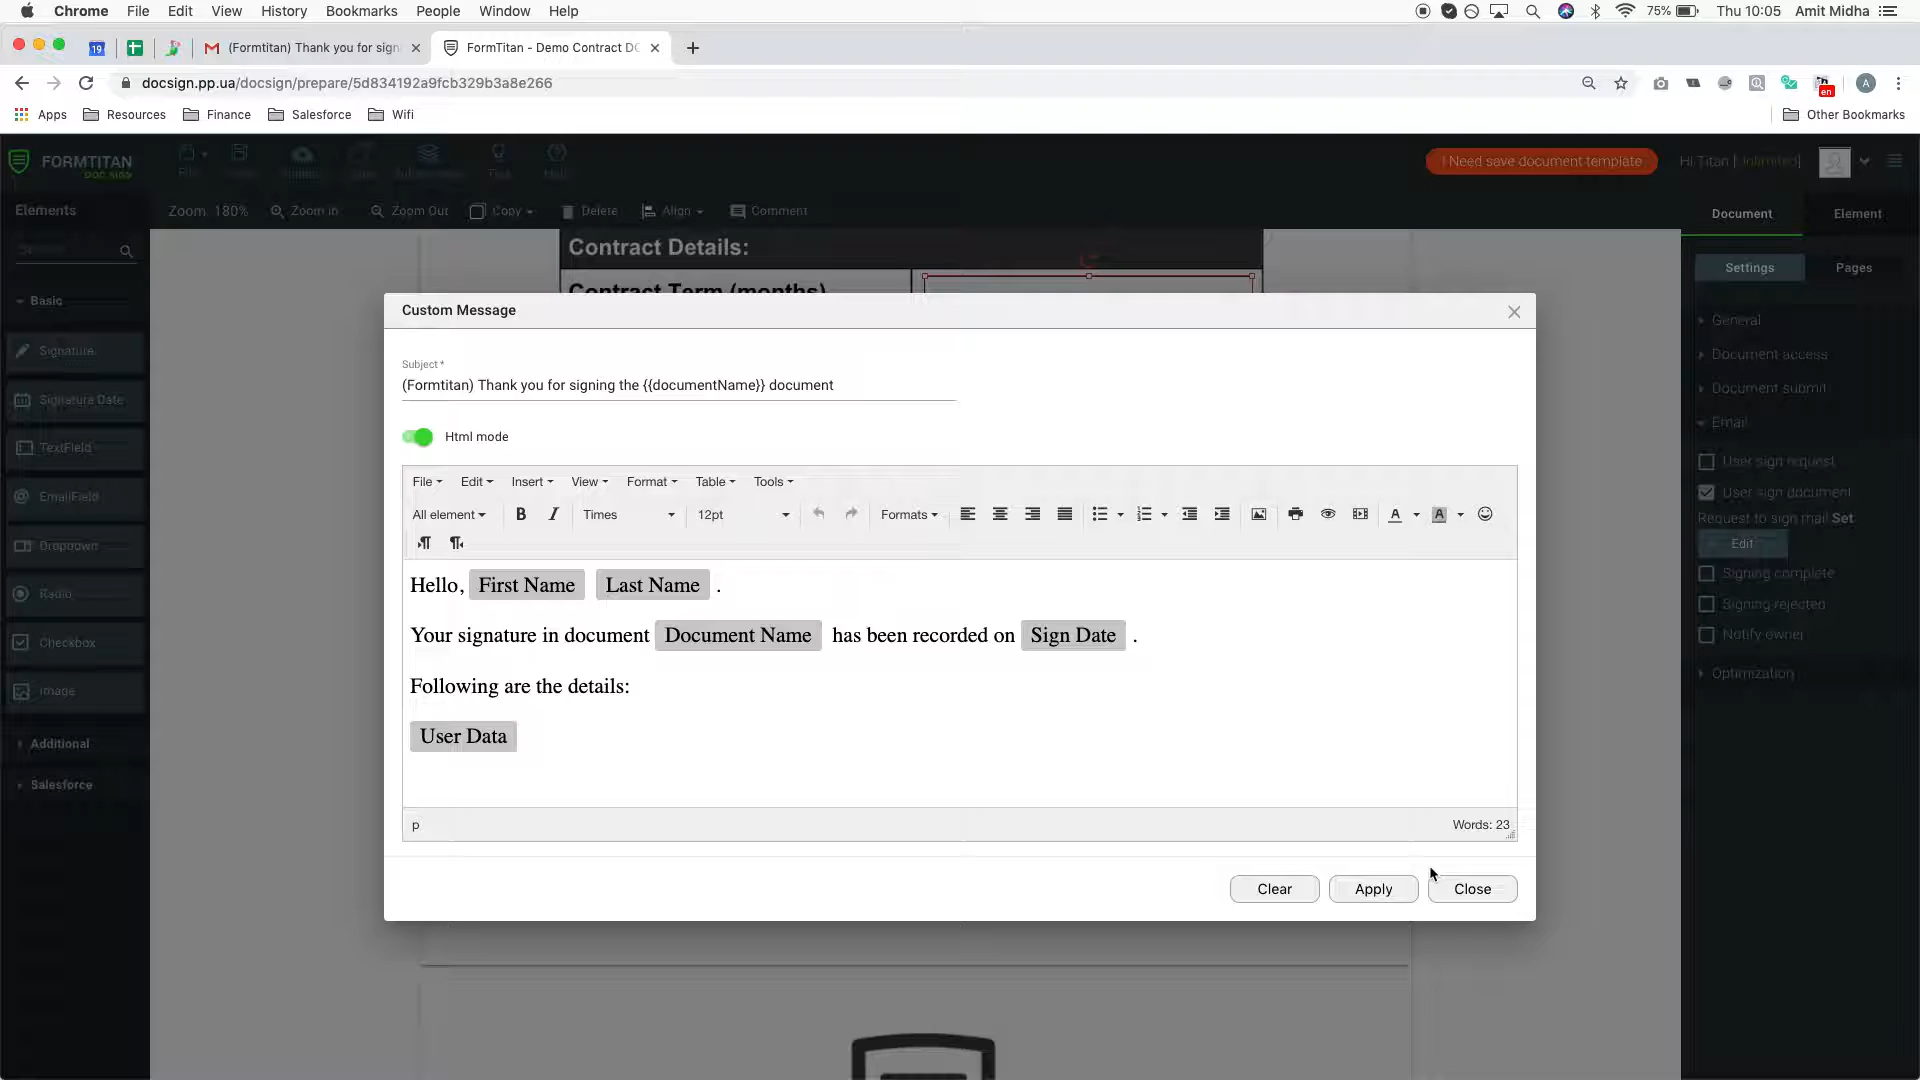 Chrome File Edit View History Bookmarks People Window Help 75% Thu 10:05 Amit Midha
19 (Formtitan) Thank you for sign FormTitan - Demo Contract DO
docsign.pp.ua/docsign/prepare/5d834192a9fcb329b3a8e266 en A
Apps Resources Finance Salesforce Wifi Other Bookmarks
FORMTITAN
DOC SIGN
I Need save document template Hi Titan [Unlimited]
Elements Zoom 180% Zoom In Zoom Out Copy Delete Align Comment Document Element
Contract Details:
Settings Pages
Contract Term (months)
Basic
Signature
Signature Date
TextField
EmailField
Dropdown
Radio
Checkbox
Image
Additional
Salesforce
Custom Message
Subject *
(Formtitan) Thank you for signing the {{documentName}} document
Html mode
File Edit Insert View Format Table Tools
All element B I Times 12pt Formats A A
Hello, First Name Last Name .
Your signature in document Document Name has been recorded on Sign Date .
Following are the details:
User Data
p Words: 23
Clear Apply Close
General
Document access
Document submit
Email
User sign request
User sign document
Request to sign mail Set
Edit
Signing complete
Signing rejected
Notify owner
Optimization